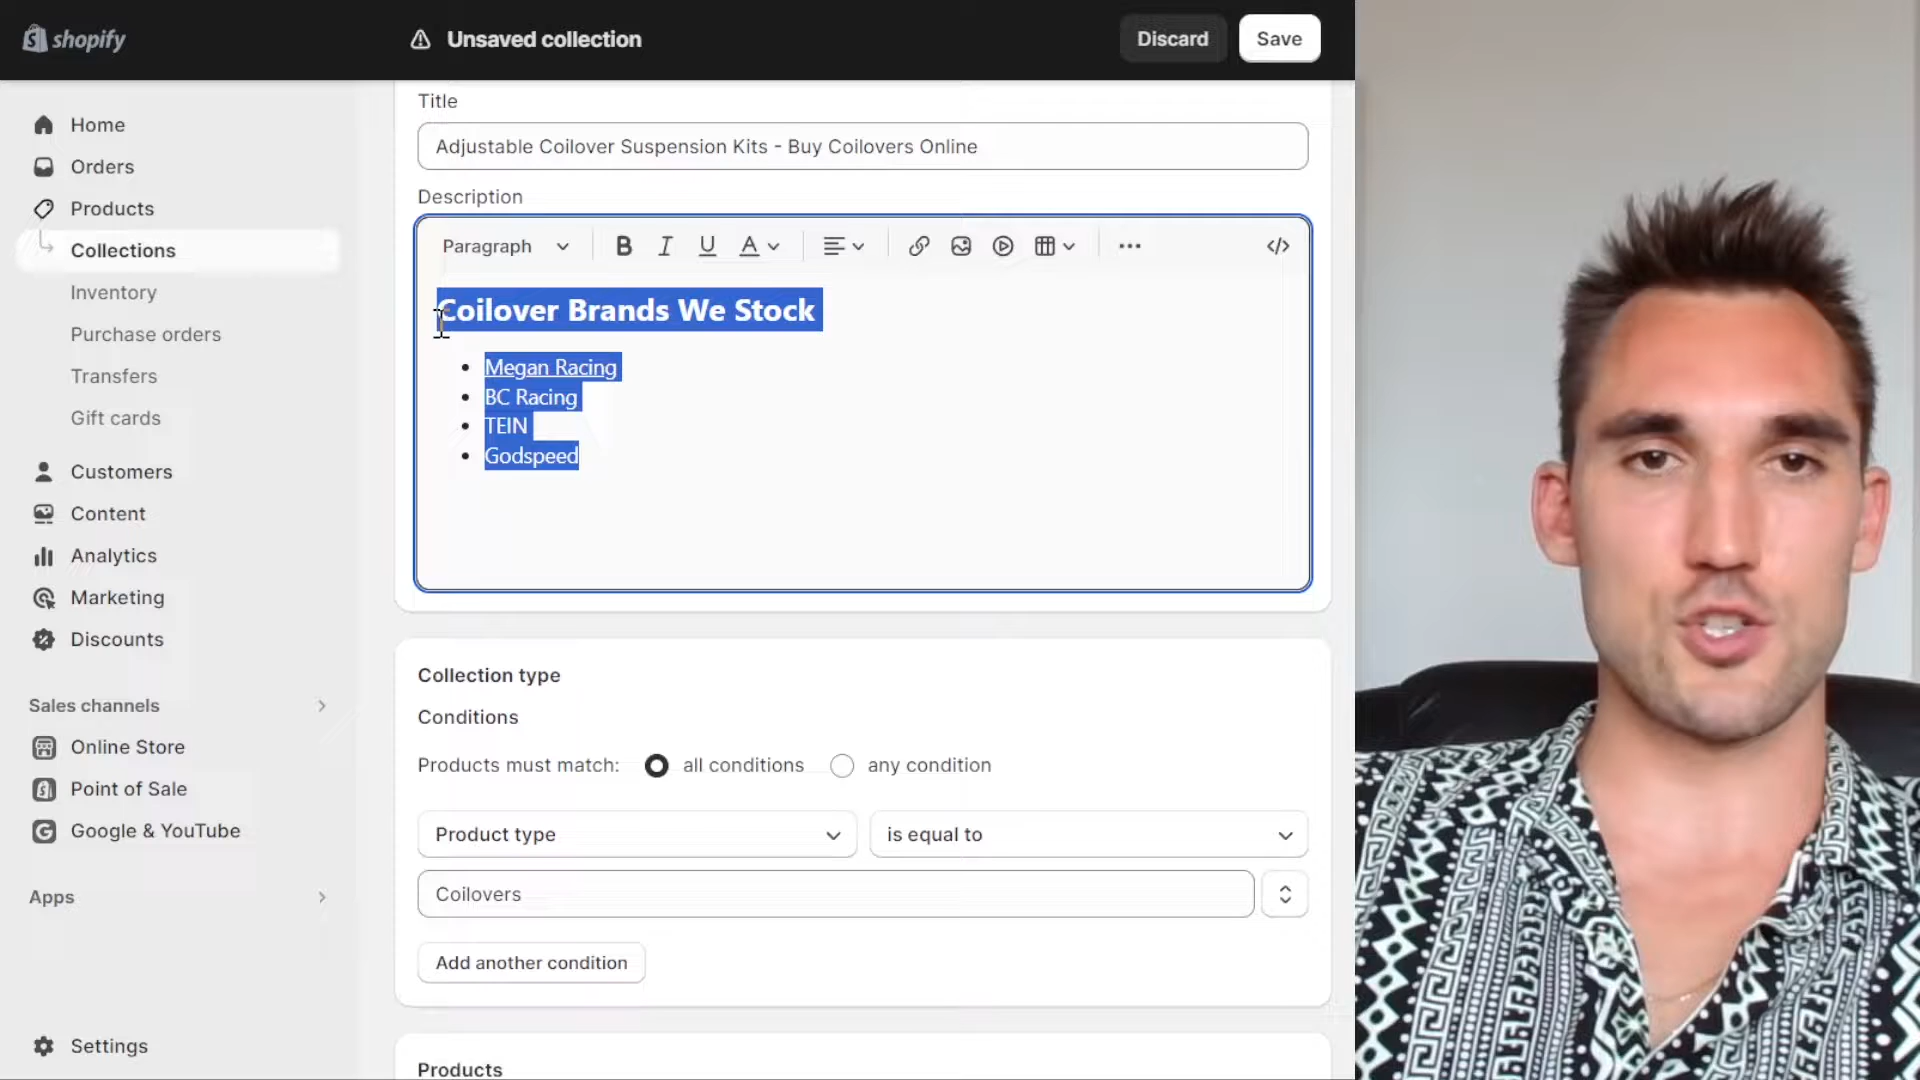 shopify
Unsaved collection
Discard
Save
Home
Orders
Products
Collections
Inventory
Purchase orders
Transfers
Gift cards
Customers
Content
Analytics
Marketing
Discounts
Sales channels
Online Store
Point of Sale
Google & YouTube
Apps
Settings
Title
Adjustable Coilover Suspension Kits - Buy Coilovers Online
Description
Paragraph
B I U A
Coilover Brands We Stock
Megan Racing
BC Racing
TEIN
Godspeed
Collection type
Conditions
Products must match: all conditions any condition
Product type is equal to
Coilovers
Add another condition
Products